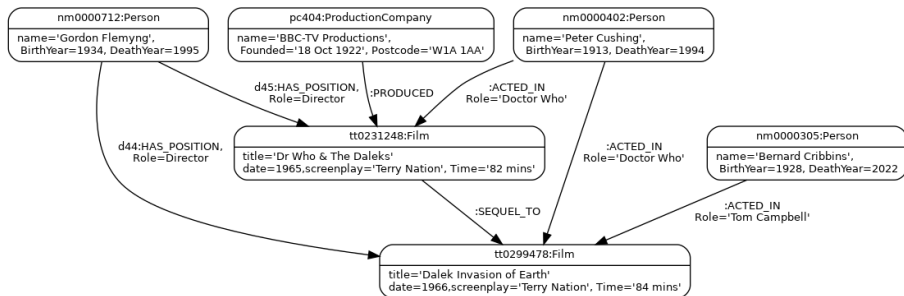 nm0000712:Person
name='Gordon Flemyng',
BirthYear=1934, DeathYear=1995
pc404:ProductionCompany
name='BBC-TV Productions',
Founded='18 Oct 1922', Postcode='W1A 1AA'
nm0000402:Person
name='Peter Cushing',
BirthYear=1913, DeathYear=1994
d45:HAS_POSITION,
Role=Director
:PRODUCED
:ACTED_IN
Role='Doctor Who'
tt0231248:Film
title='Dr Who & The Daleks'
date=1965,screenplay='Terry Nation', Time='82 mins'
nm0000305:Person
name='Bernard Cribbins',
BirthYear=1928, DeathYear=2022
d44:HAS_POSITION,
Role=Director
:ACTED_IN
Role='Doctor Who'
:SEQUEL_TO
:ACTED_IN
Role='Tom Campbell'
tt0299478:Film
title='Dalek Invasion of Earth'
date=1966,screenplay='Terry Nation', Time='84 mins'